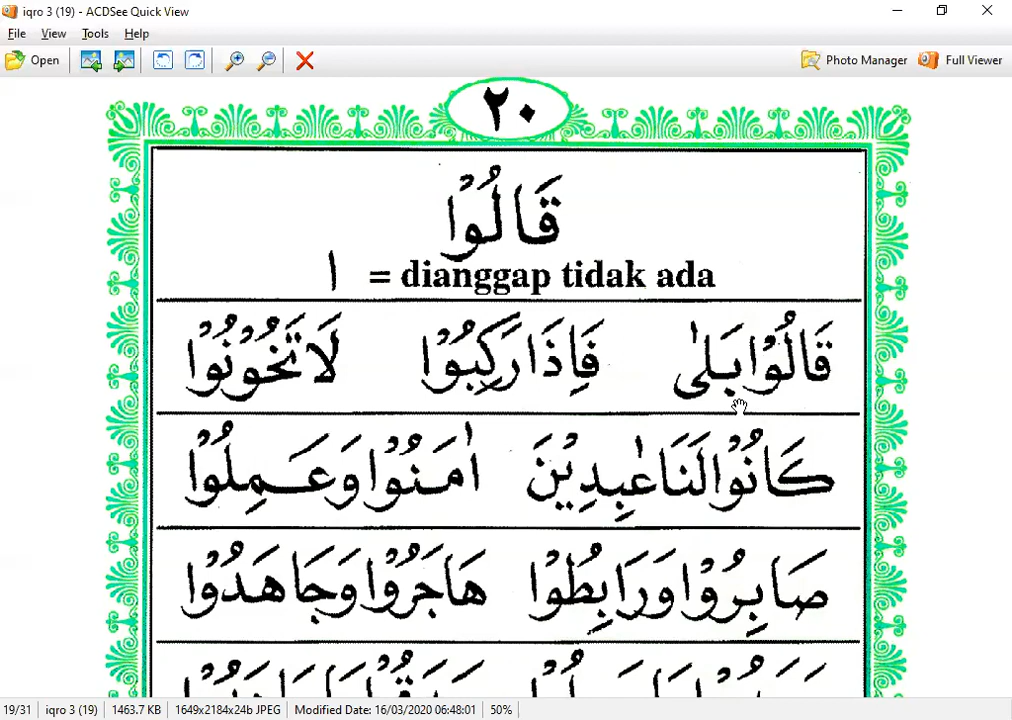 iqro 3 (19) - ACDSee Quick View
File View Tools Help
Open Photo Manager Full Viewer
٢٠
قَالُوْا
ا = dianggap tidak ada
قَالُوْا بَلٰى فَاِذَا رَكِبُوْا لَا تَخُوْنُوْا
كَانُوْا لَنَا عٰبِدِيْنَ اٰمَنُوْا وَعَمِلُوْا
صَابِرُوْا وَرَابِطُوْا هَاجَرُوْا وَجَاهَدُوْا
19/31 iqro 3 (19) 1463.7 KB 1649x2184x24b JPEG Modified Date: 16/03/2020 06:48:01 50%